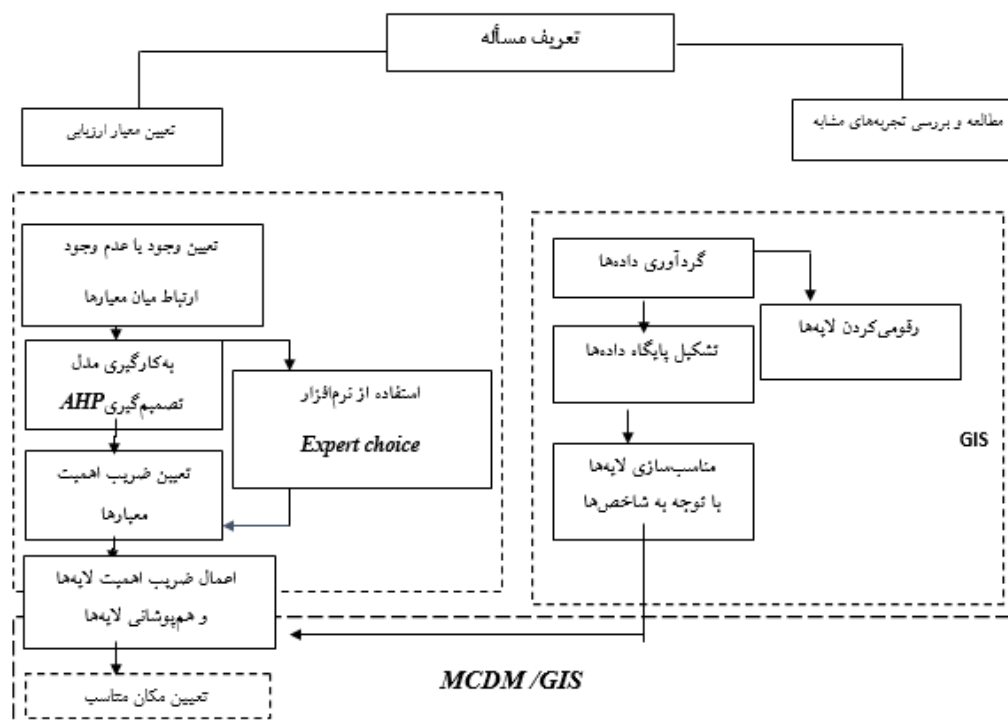 تعریف مسأله
مطالعه و بررسی تجربه‌های مشابه
تعیین معیار ارزیابی
گردآوری داده‌ها
رقومی‌کردن لایه‌ها
تشکیل پایگاه داده‌ها
مناسب‌سازی لایه‌ها
با توجه به شاخص‌ها
GIS
تعیین وجود یا عدم وجود
ارتباط میان معیارها
به‌کارگیری مدل
تصمیم‌گیریAHP
استفاده از نرم‌افزار
Expert choice
تعیین ضریب اهمیت
معیارها
اعمال ضریب اهمیت لایه‌ها
و هم‌پوشانی لایه‌ها
MCDM /GIS
تعیین مکان متاسب